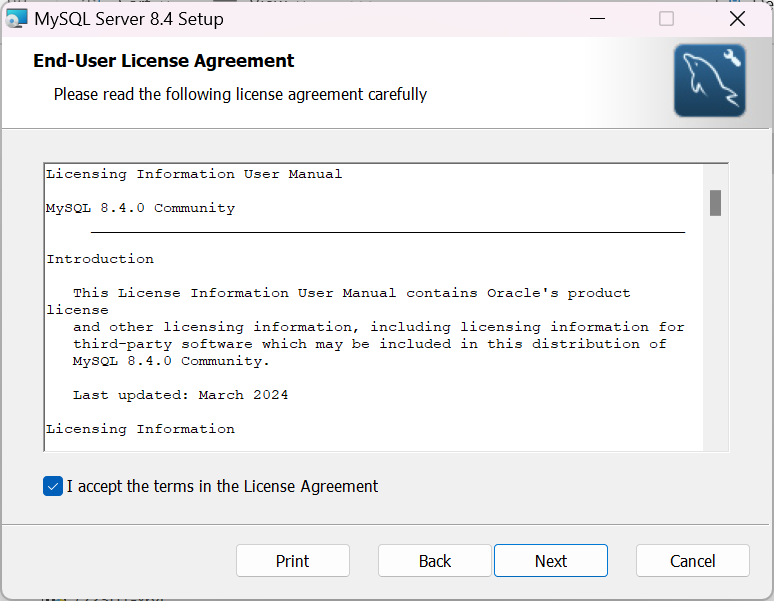 MySQL Server 8.4 Setup
End-User License Agreement
Please read the following license agreement carefully
Licensing Information User Manual
MySQL 8.4.0 Community
Introduction
This License Information User Manual contains Oracle's product
license
and other licensing information, including licensing information for
third-party software which may be included in this distribution of
MySQL 8.4.0 Community.
Last updated: March 2024
Licensing Information
I accept the terms in the License Agreement
Print
Back
Next
Cancel